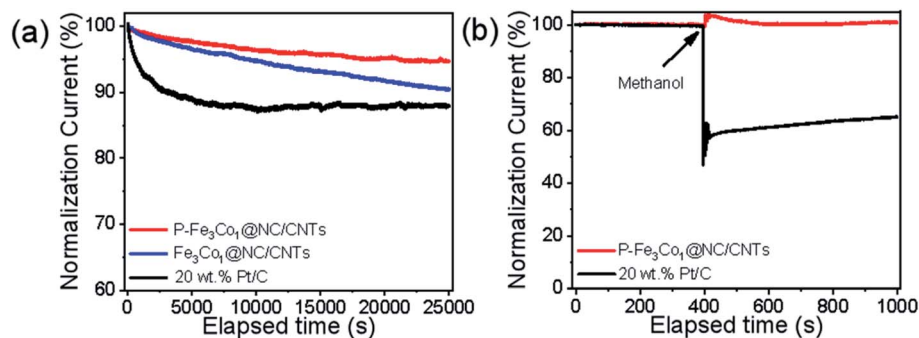 (a)
Normalization Current (%)
100
95
90
85
80
70
60
P-Fe₃Co₁@NC/CNTs
Fe₃Co₁@NC/CNTs
20 wt.% Pt/C
0 5000 10000 15000 20000 25000
Elapsed time (s)
(b)
Normalization Current (%)
100
80
60
40
20
0
Methanol
P-Fe₃Co₁@NC/CNTs
20 wt.% Pt/C
0 200 400 600 800 1000
Elapsed time (s)